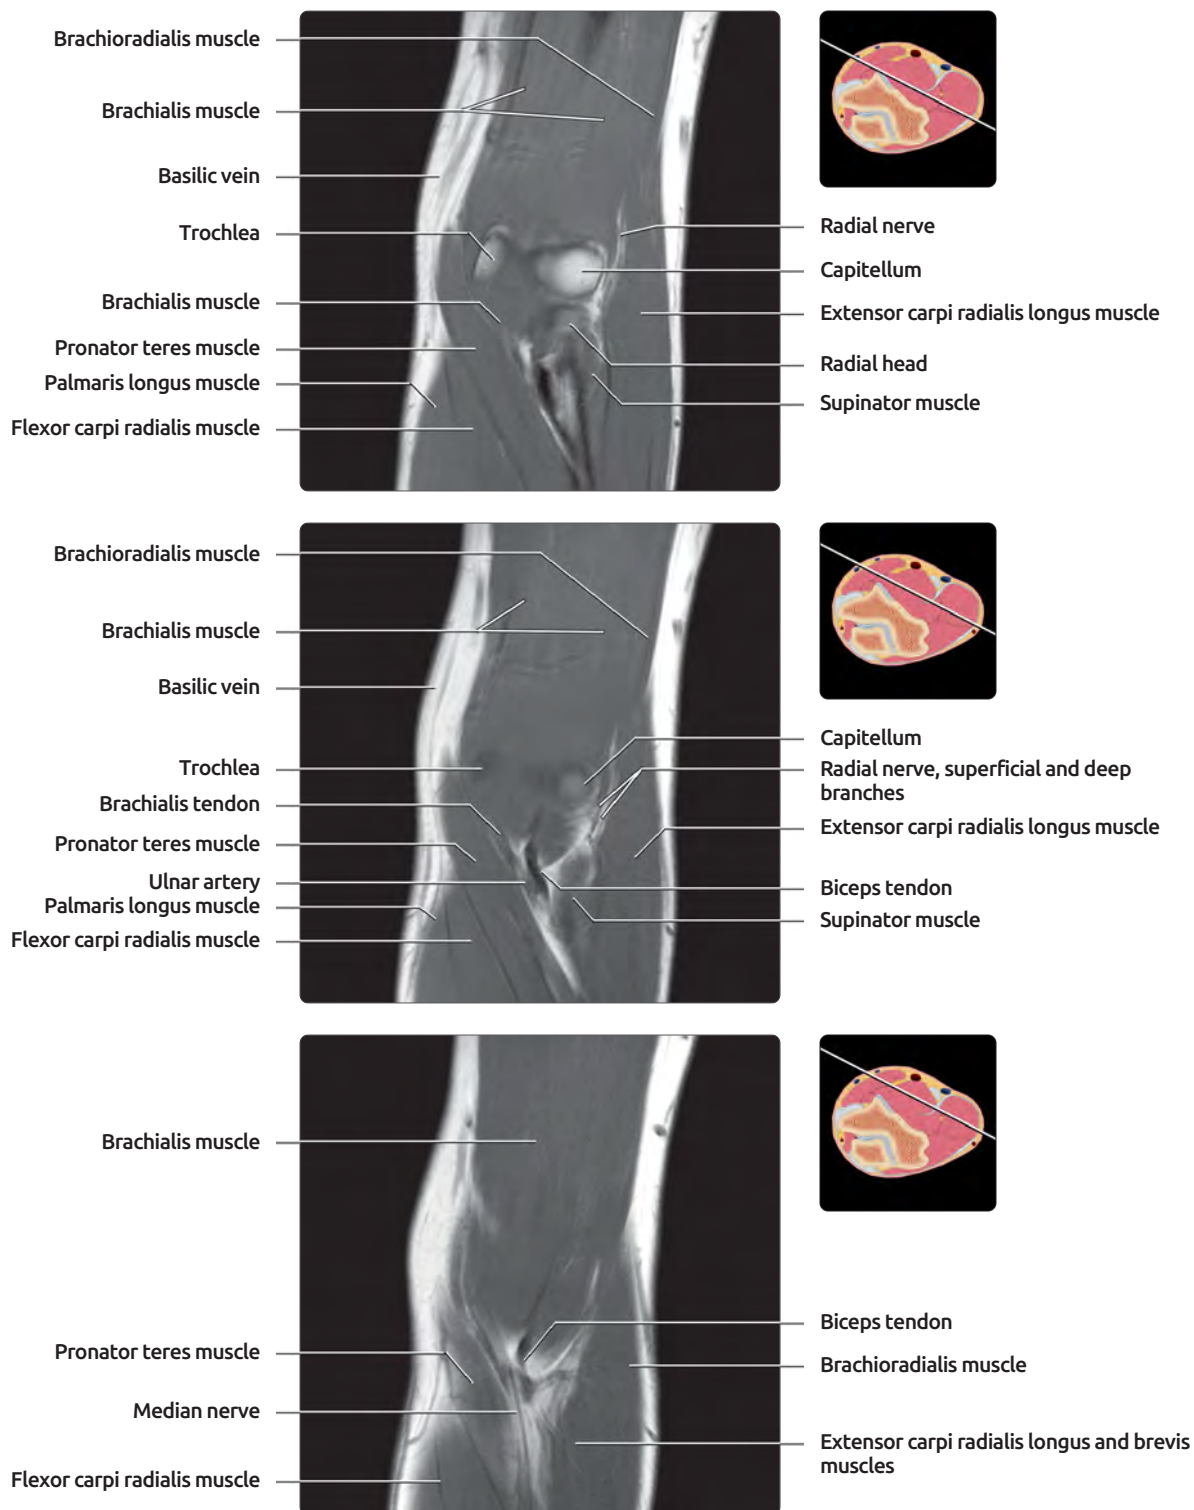 Brachioradialis muscle
Brachialis muscle
Basilic vein
Trochlea
Brachialis muscle
Pronator teres muscle
Palmaris longus muscle
Flexor carpi radialis muscle
Radial nerve
Capitellum
Extensor carpi radialis longus muscle
Radial head
Supinator muscle
Brachioradialis muscle
Brachialis muscle
Basilic vein
Trochlea
Brachialis tendon
Pronator teres muscle
Ulnar artery
Palmaris longus muscle
Flexor carpi radialis muscle
Capitellum
Radial nerve, superficial and deep
branches
Extensor carpi radialis longus muscle
Biceps tendon
Supinator muscle
Brachialis muscle
Pronator teres muscle
Median nerve
Flexor carpi radialis muscle
Biceps tendon
Brachioradialis muscle
Extensor carpi radialis longus and brevis
muscles